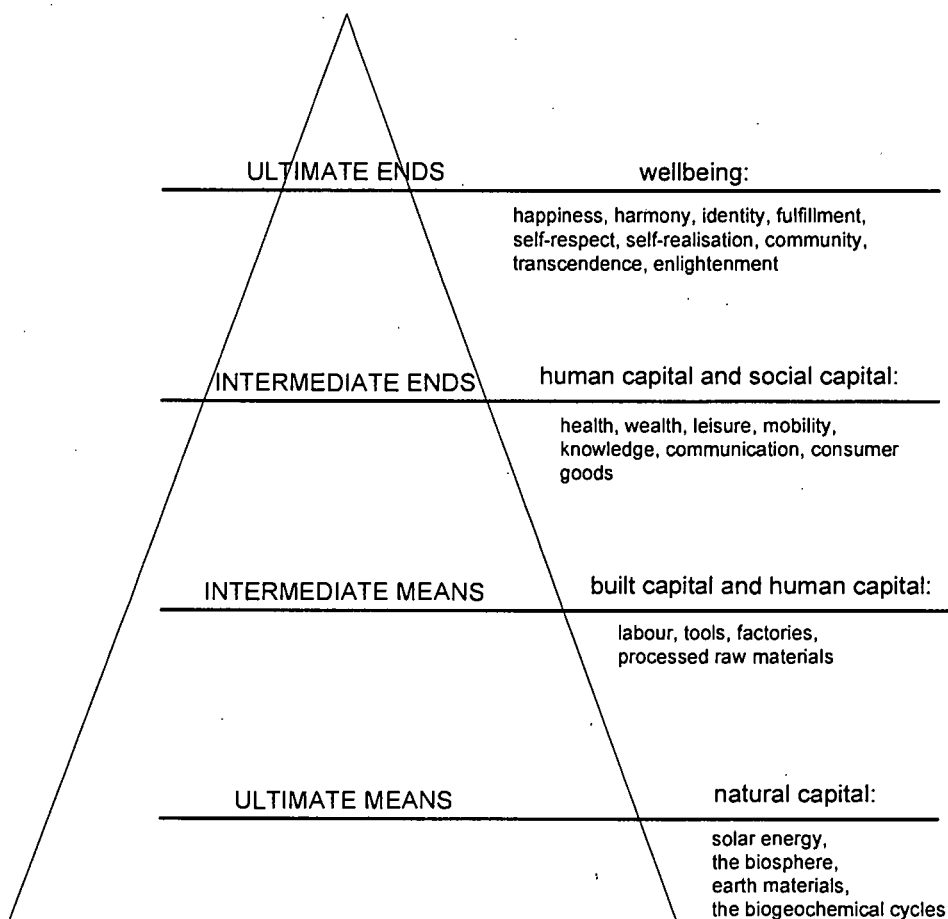 ULTIMATE ENDS
wellbeing:
happiness, harmony, identity, fulfillment,
self-respect, self-realisation, community,
transcendence, enlightenment
INTERMEDIATE ENDS
human capital and social capital:
health, wealth, leisure, mobility,
knowledge, communication, consumer
goods
INTERMEDIATE MEANS
built capital and human capital:
labour, tools, factories,
processed raw materials
ULTIMATE MEANS
natural capital:
solar energy,
the biosphere,
earth materials,
the biogeochemical cycles